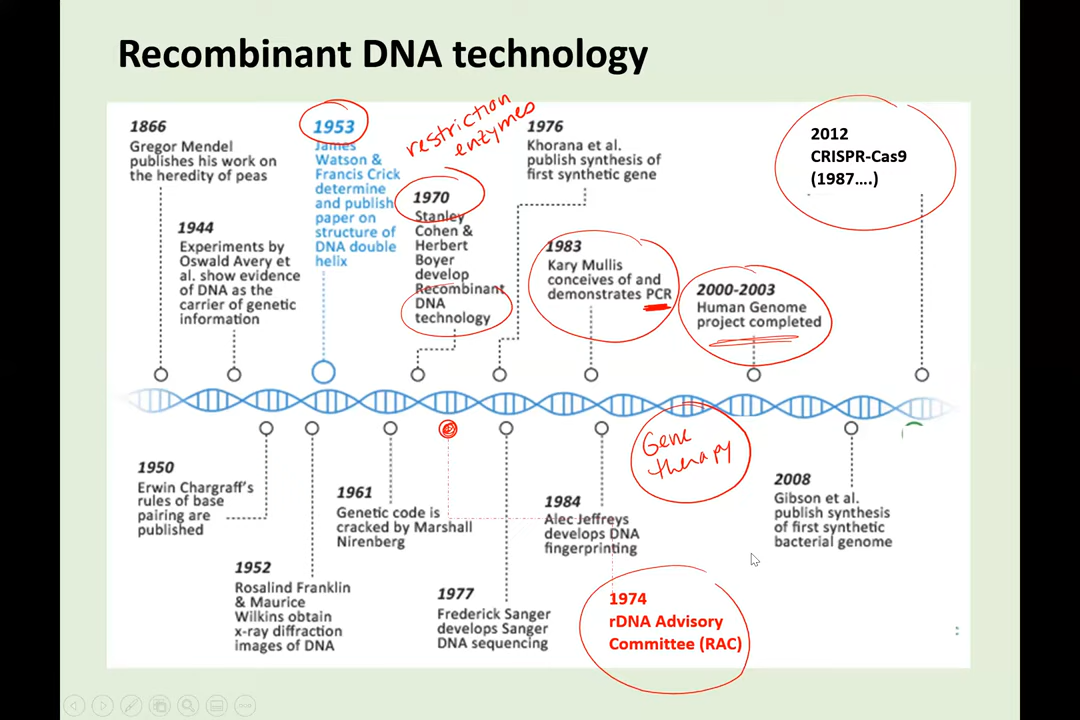 Recombinant DNA technology
1866
Gregor Mendel
publishes his work on
the heredity of peas
1944
Experiments by
Oswald Avery et
al. show evidence
of DNA as the
carrier of genetic
information
1953
James
Watson &
Francis Crick
determine
and publish
paper on
structure of
DNA double
helix
restriction
enzymes
1970
Stanley
Cohen &
Herbert
Boyer
develop
Recombinant
DNA
technology
1976
Khorana et al.
publish synthesis of
first synthetic gene
1983
Kary Mullis
conceives of and
demonstrates PCR
2000-2003
Human Genome
project completed
2012
CRISPR-Cas9
(1987....)
1950
Erwin Chargraff's
rules of base
pairing are
published
1952
Rosalind Franklin
& Maurice
Wilkins obtain
x-ray diffraction
images of DNA
1961
Genetic code is
cracked by Marshall
Nirenberg
1977
Frederick Sanger
develops Sanger
DNA sequencing
1984
Alec Jeffreys
develops DNA
fingerprinting
Gene
therapy
1974
rDNA Advisory
Committee (RAC)
2008
Gibson et al.
publish synthesis
of first synthetic
bacterial genome